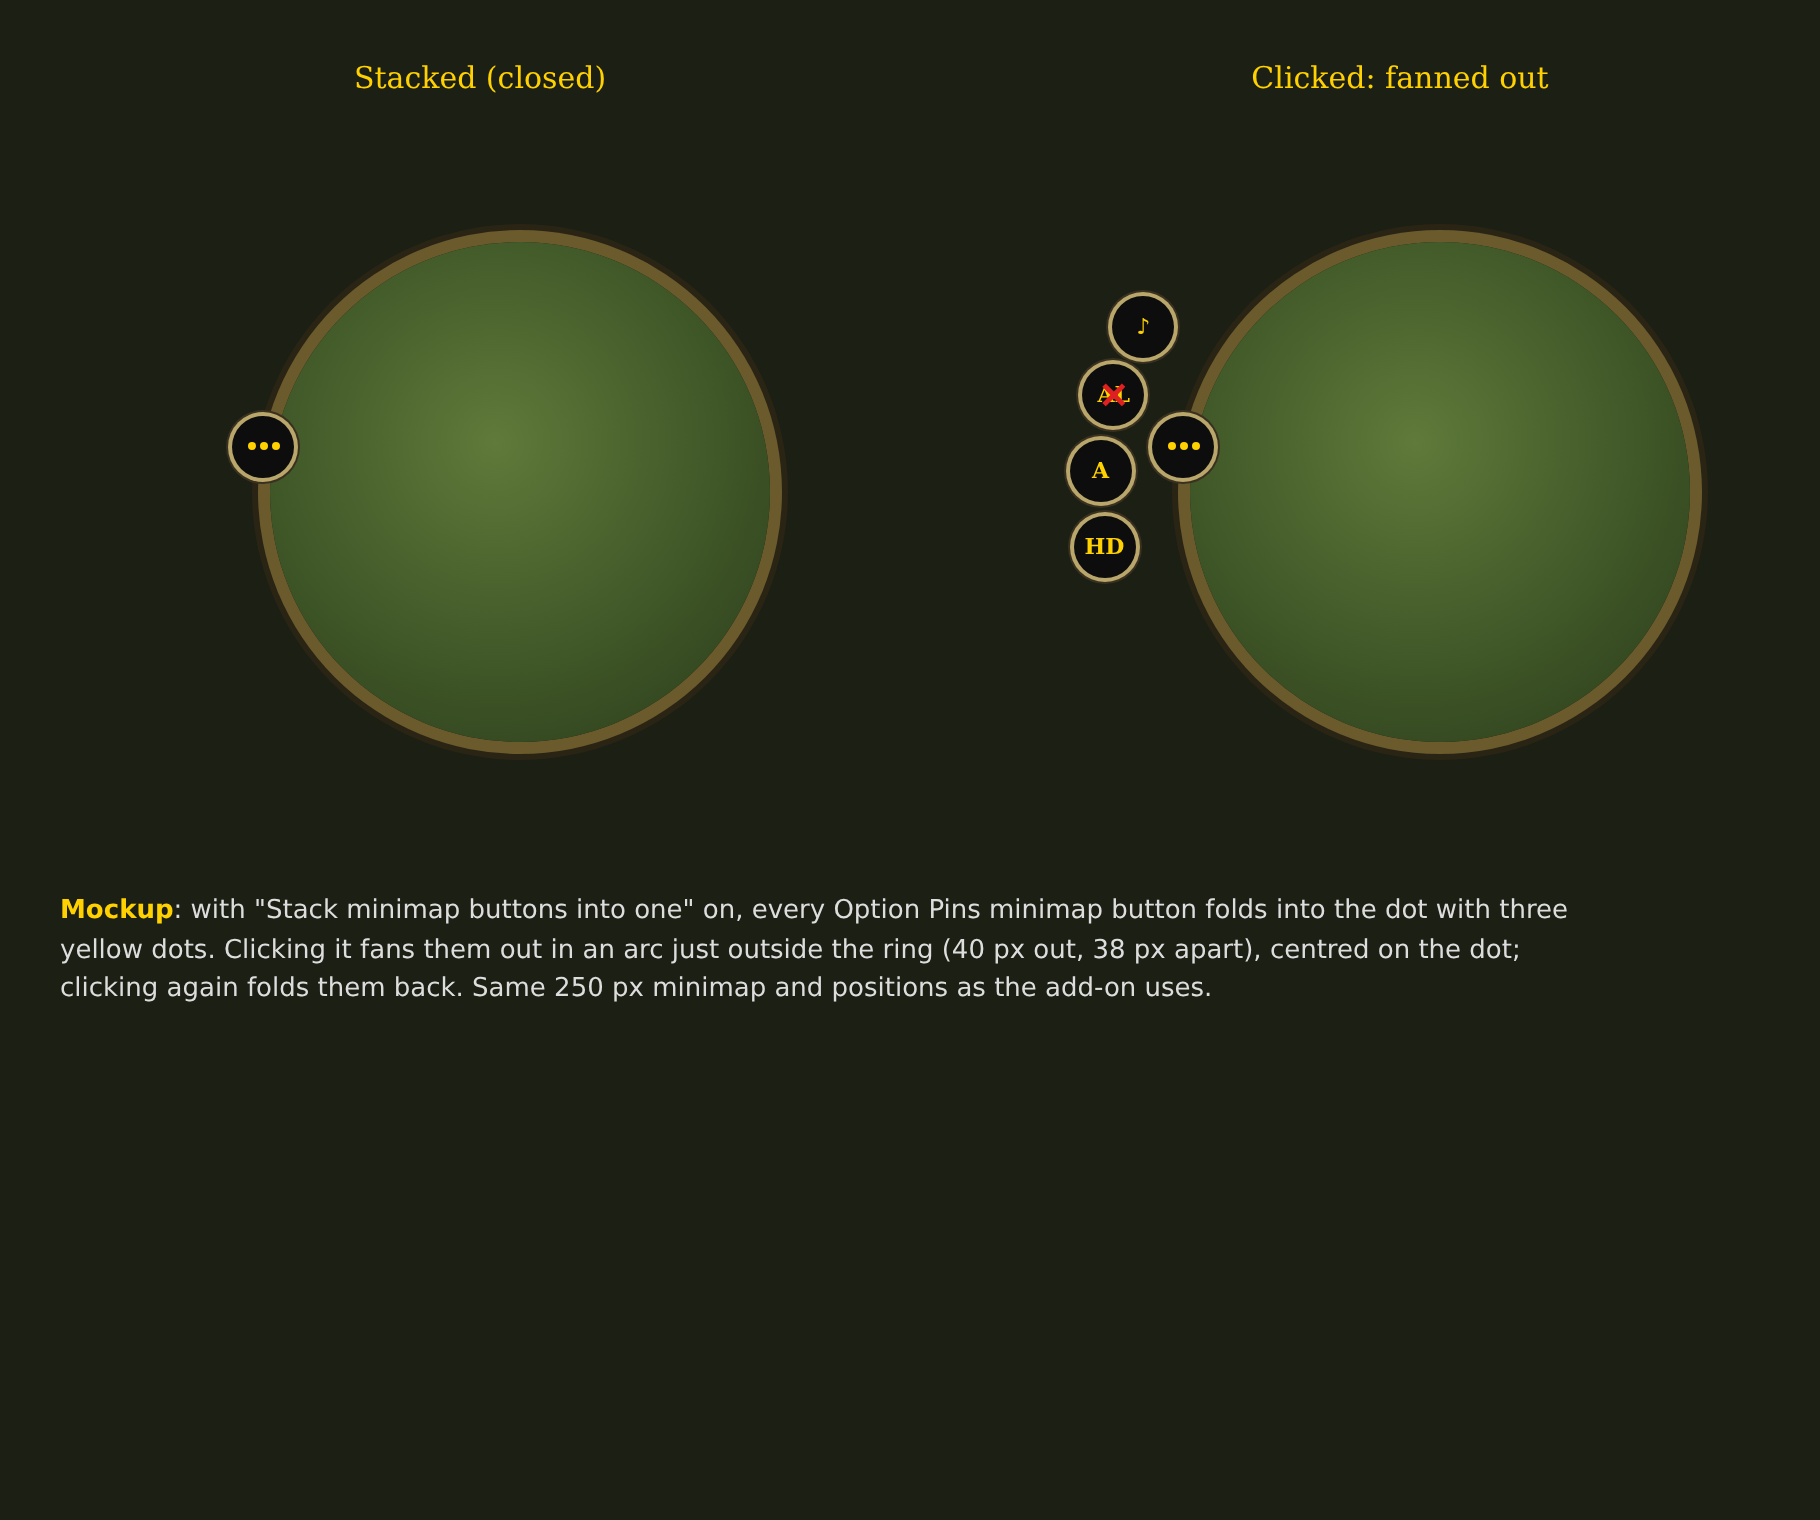 Stacked (closed)
Clicked: fanned out
♪
AL
A
HD
Mockup: with "Stack minimap buttons into one" on, every Option Pins minimap button folds into the dot with three
yellow dots. Clicking it fans them out in an arc just outside the ring (40 px out, 38 px apart), centred on the dot;
clicking again folds them back. Same 250 px minimap and positions as the add-on uses.